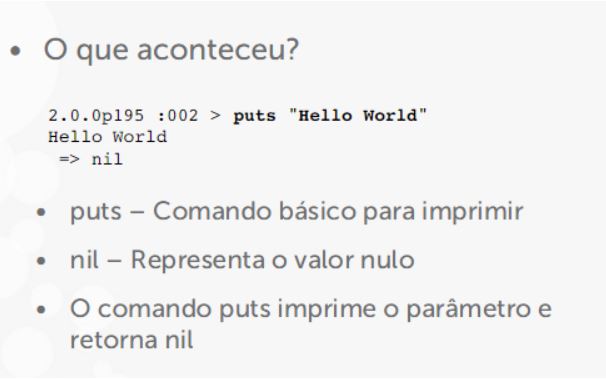 • O que aconteceu?
2.0.0p195 :002 > puts "Hello World"
Hello World
=> nil
• puts – Comando básico para imprimir
• nil – Representa o valor nulo
• O comando puts imprime o parâmetro e
retorna nil